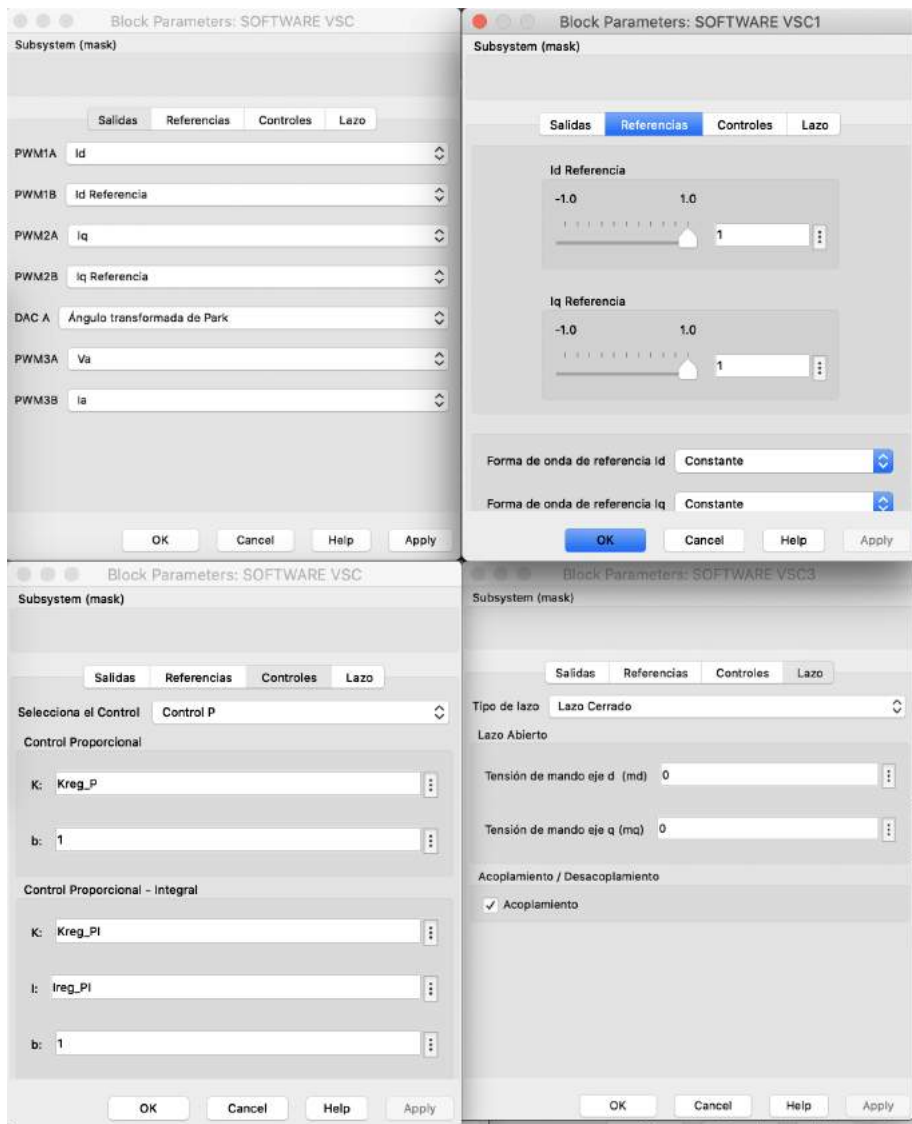 Block Parameters: SOFTWARE VSC
Subsystem (mask)
Salidas Referencias Controles Lazo
PWM1A Id
PWM1B Id Referencia
PWM2A Iq
PWM2B Iq Referencia
DAC A Ángulo transformada de Park
PWM3A Va
PWM3B Ia
OK Cancel Help Apply
Block Parameters: SOFTWARE VSC1
Subsystem (mask)
Salidas Referencias Controles Lazo
Id Referencia
-1.0 1.0
1
Iq Referencia
-1.0 1.0
1
Forma de onda de referencia Id Constante
Forma de onda de referencia Iq Constante
OK Cancel Help Apply
Block Parameters: SOFTWARE VSC
Subsystem (mask)
Salidas Referencias Controles Lazo
Selecciona el Control Control P
Control Proporcional
K: Kreg_P
b: 1
Control Proporcional - Integral
K: Kreg_PI
I: Ireg_PI
b: 1
OK Cancel Help Apply
Block Parameters: SOFTWARE VSC3
Subsystem (mask)
Salidas Referencias Controles Lazo
Tipo de lazo Lazo Cerrado
Lazo Abierto
Tensión de mando eje d (md) 0
Tensión de mando eje q (mq) 0
Acoplamiento / Desacoplamiento
Acoplamiento
OK Cancel Help Apply